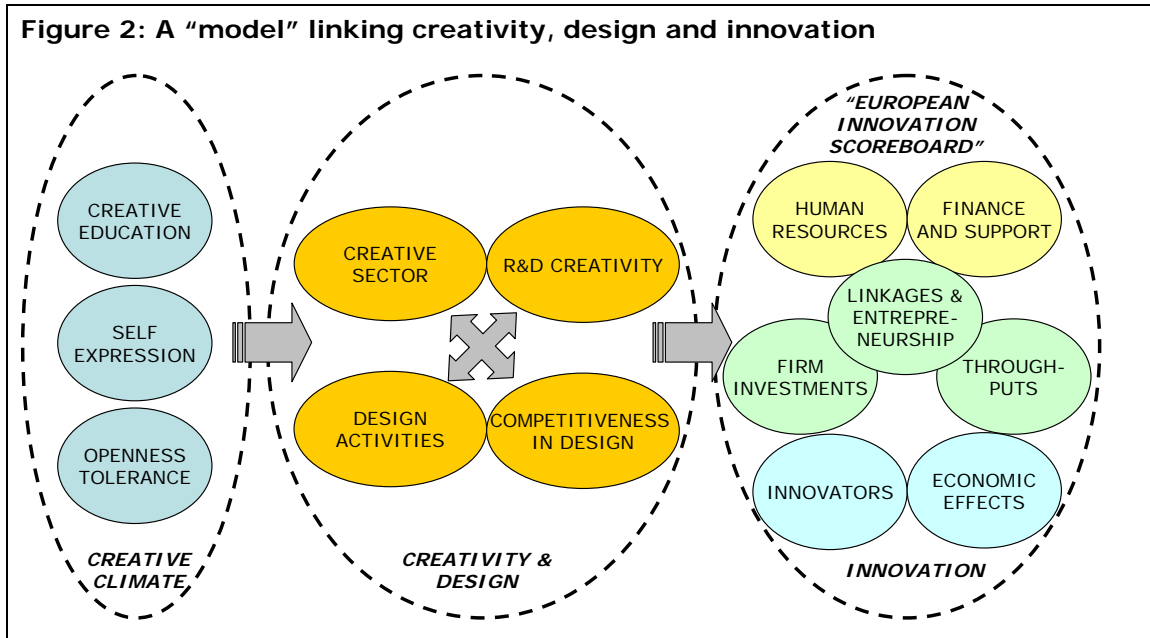 Figure 2: A “model” linking creativity, design and innovation
CREATIVE
EDUCATION
SELF
EXPRESSION
OPENNESS
TOLERANCE
CREATIVE
CLIMATE
CREATIVE
SECTOR
R&D CREATIVITY
DESIGN
ACTIVITIES
COMPETITIVENESS
IN DESIGN
CREATIVITY &
DESIGN
“EUROPEAN
INNOVATION
SCOREBOARD”
HUMAN
RESOURCES
FINANCE
AND SUPPORT
LINKAGES &
ENTREPRE-
NEURSHIP
FIRM
INVESTMENTS
THROUGH-
PUTS
INNOVATORS
ECONOMIC
EFFECTS
INNOVATION